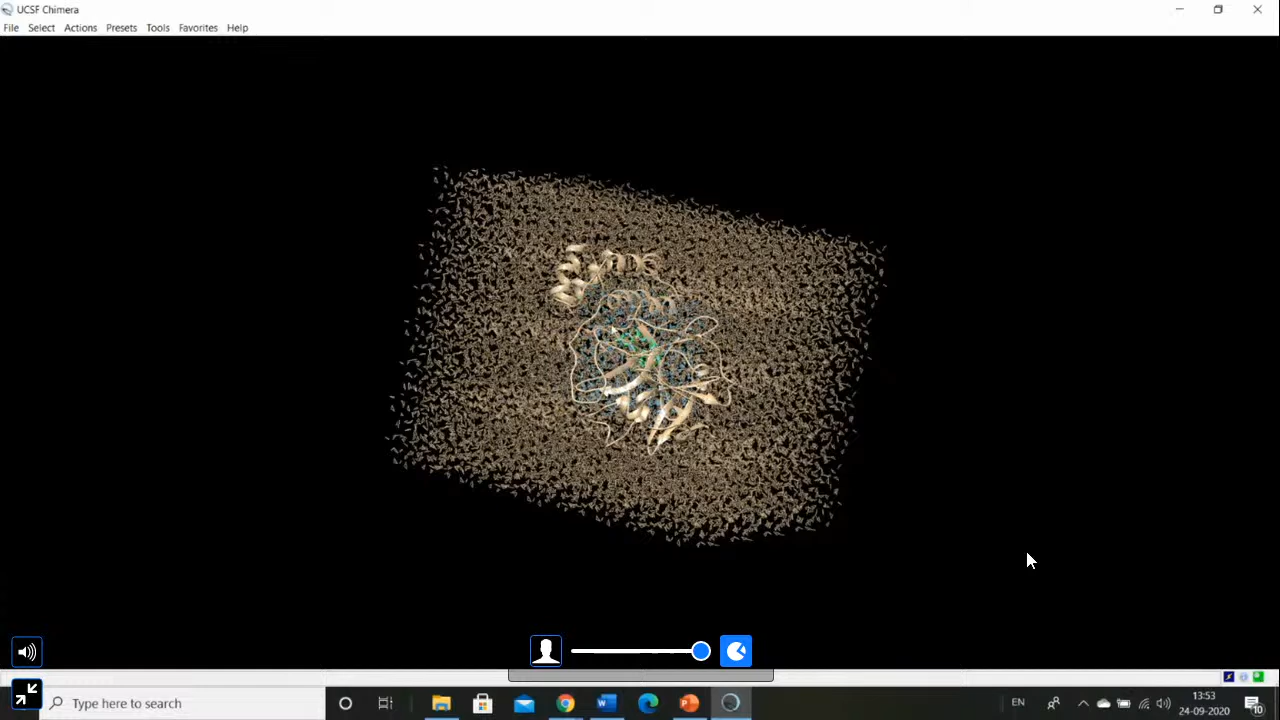 UCSF Chimera
File Select Actions Presets Tools Favorites Help
Type here to search
EN
13:53
24-09-2020
10